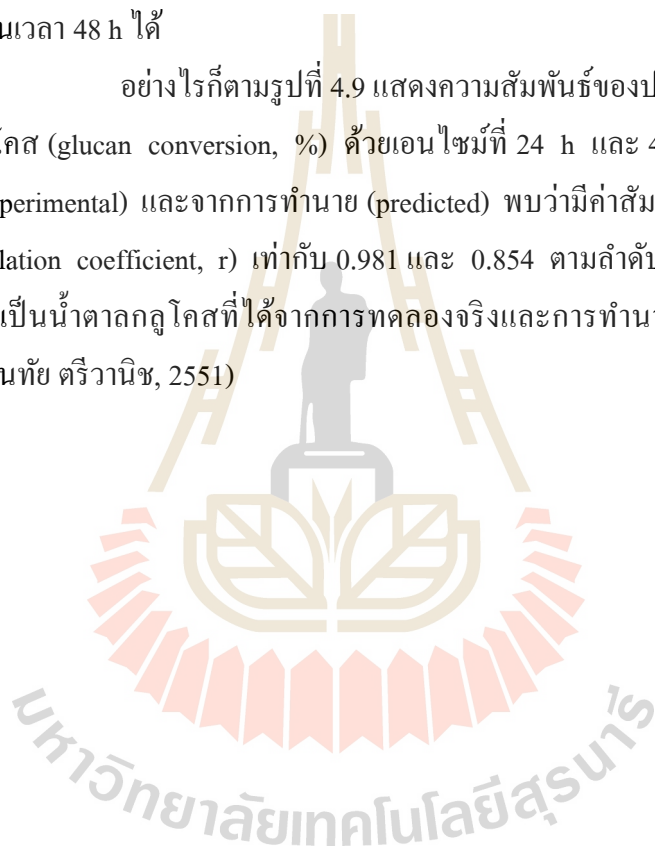 นเวลา 48 h ได้
อย่างไรก็ตามรูปที่ 4.9 แสดงความสัมพันธ์ของป
โคส (glucan conversion, %) ด้วยเอนไซม์ที่ 24 h และ 4
perimental) และจากการทำนาย (predicted) พบว่ามีค่าสัม
lation coefficient, r) เท่ากับ 0.981 และ 0.854 ตามลำดับ
เป็นน้ำตาลกลูโคสที่ได้จากการทดลองจริงและการทำนา
นทัย ตรีวานิช, 2551)
มหาวิทยาลัยเทคโนโลยีสุรนารี